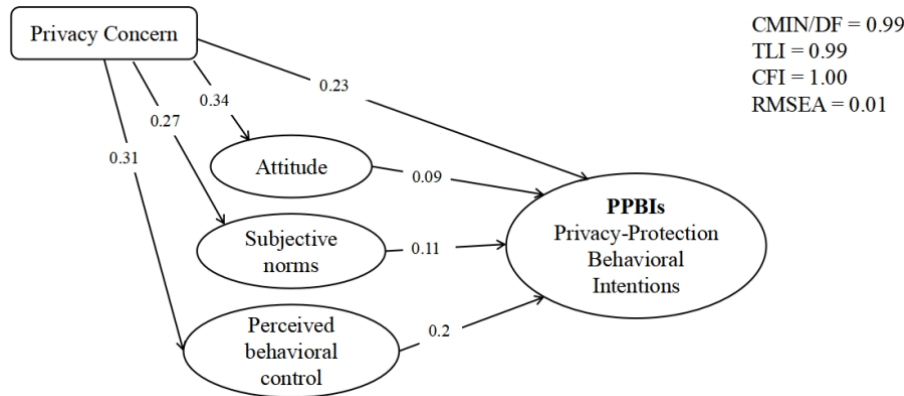 Privacy Concern
CMIN/DF = 0.99
TLI = 0.99
CFI = 1.00
RMSEA = 0.01
0.23
0.34
0.27
0.31
Attitude
0.09
Subjective
norms
0.11
Perceived
behavioral
control
0.2
PPBIs
Privacy-Protection
Behavioral
Intentions